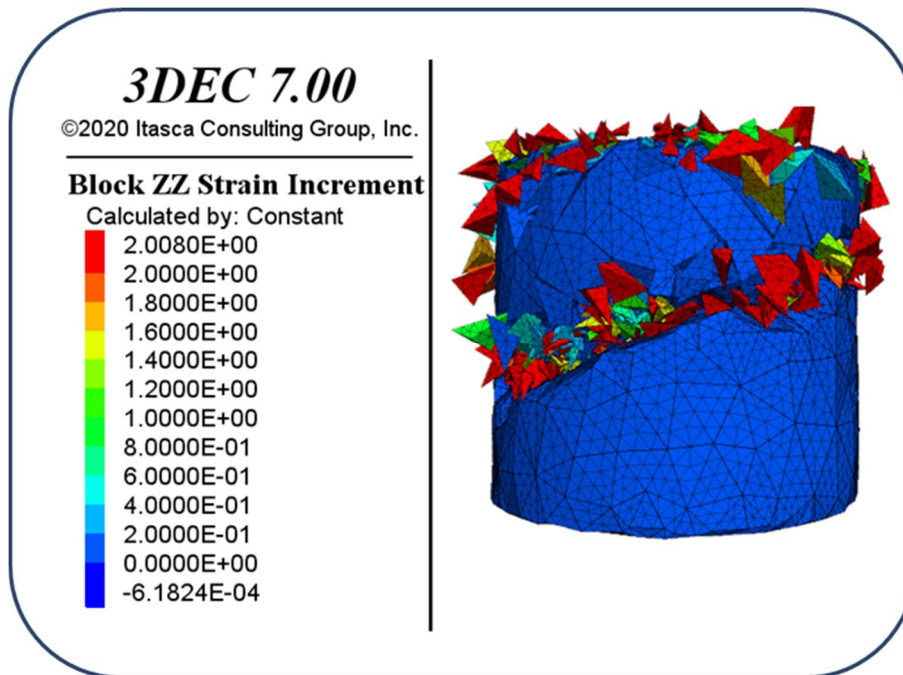 3DEC 7.00
©2020 Itasca Consulting Group, Inc.
Block ZZ Strain Increment
Calculated by: Constant
2.0080E+00
2.0000E+00
1.8000E+00
1.6000E+00
1.4000E+00
1.2000E+00
1.0000E+00
8.0000E-01
6.0000E-01
4.0000E-01
2.0000E-01
0.0000E+00
-6.1824E-04